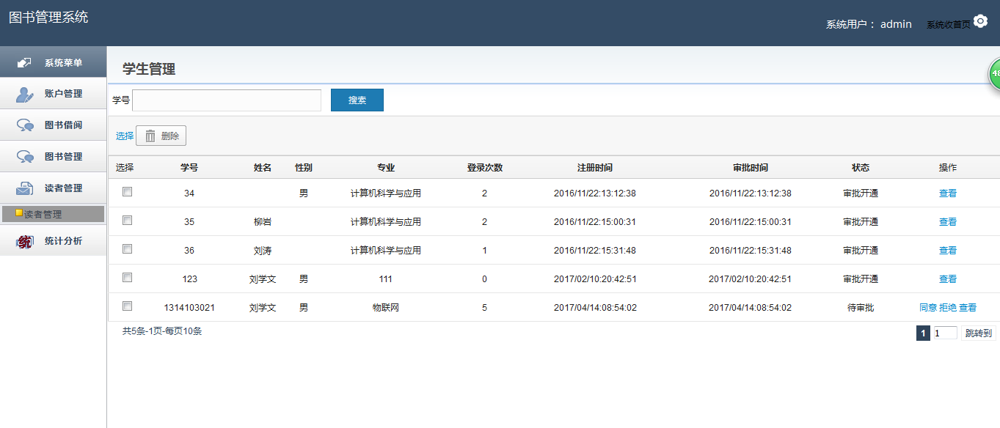 图书管理系统
系统用户： admin 系统收首页
系统菜单
账户管理
图书借阅
图书管理
读者管理
读者管理
统计分析
统
学生管理
48
学号 搜索
选择 删除
选择 学号 姓名 性别 专业 登录次数 注册时间 审批时间 状态 操作
34 男 计算机科学与应用 2 2016/11/22:13:12:38 2016/11/22:13:12:38 审批开通 查看
35 柳岩 计算机科学与应用 2 2016/11/22:15:00:31 2016/11/22:15:00:31 审批开通 查看
36 刘涛 计算机科学与应用 1 2016/11/22:15:31:48 2016/11/22:15:31:48 审批开通 查看
123 刘学文 男 111 0 2017/02/10:20:42:51 2017/02/10:20:42:51 审批开通 查看
1314103021 刘学文 男 物联网 5 2017/04/14:08:54:02 2017/04/14:08:54:02 待审批 同意 拒绝 查看
共5条-1页-每页10条 1 1 跳转到